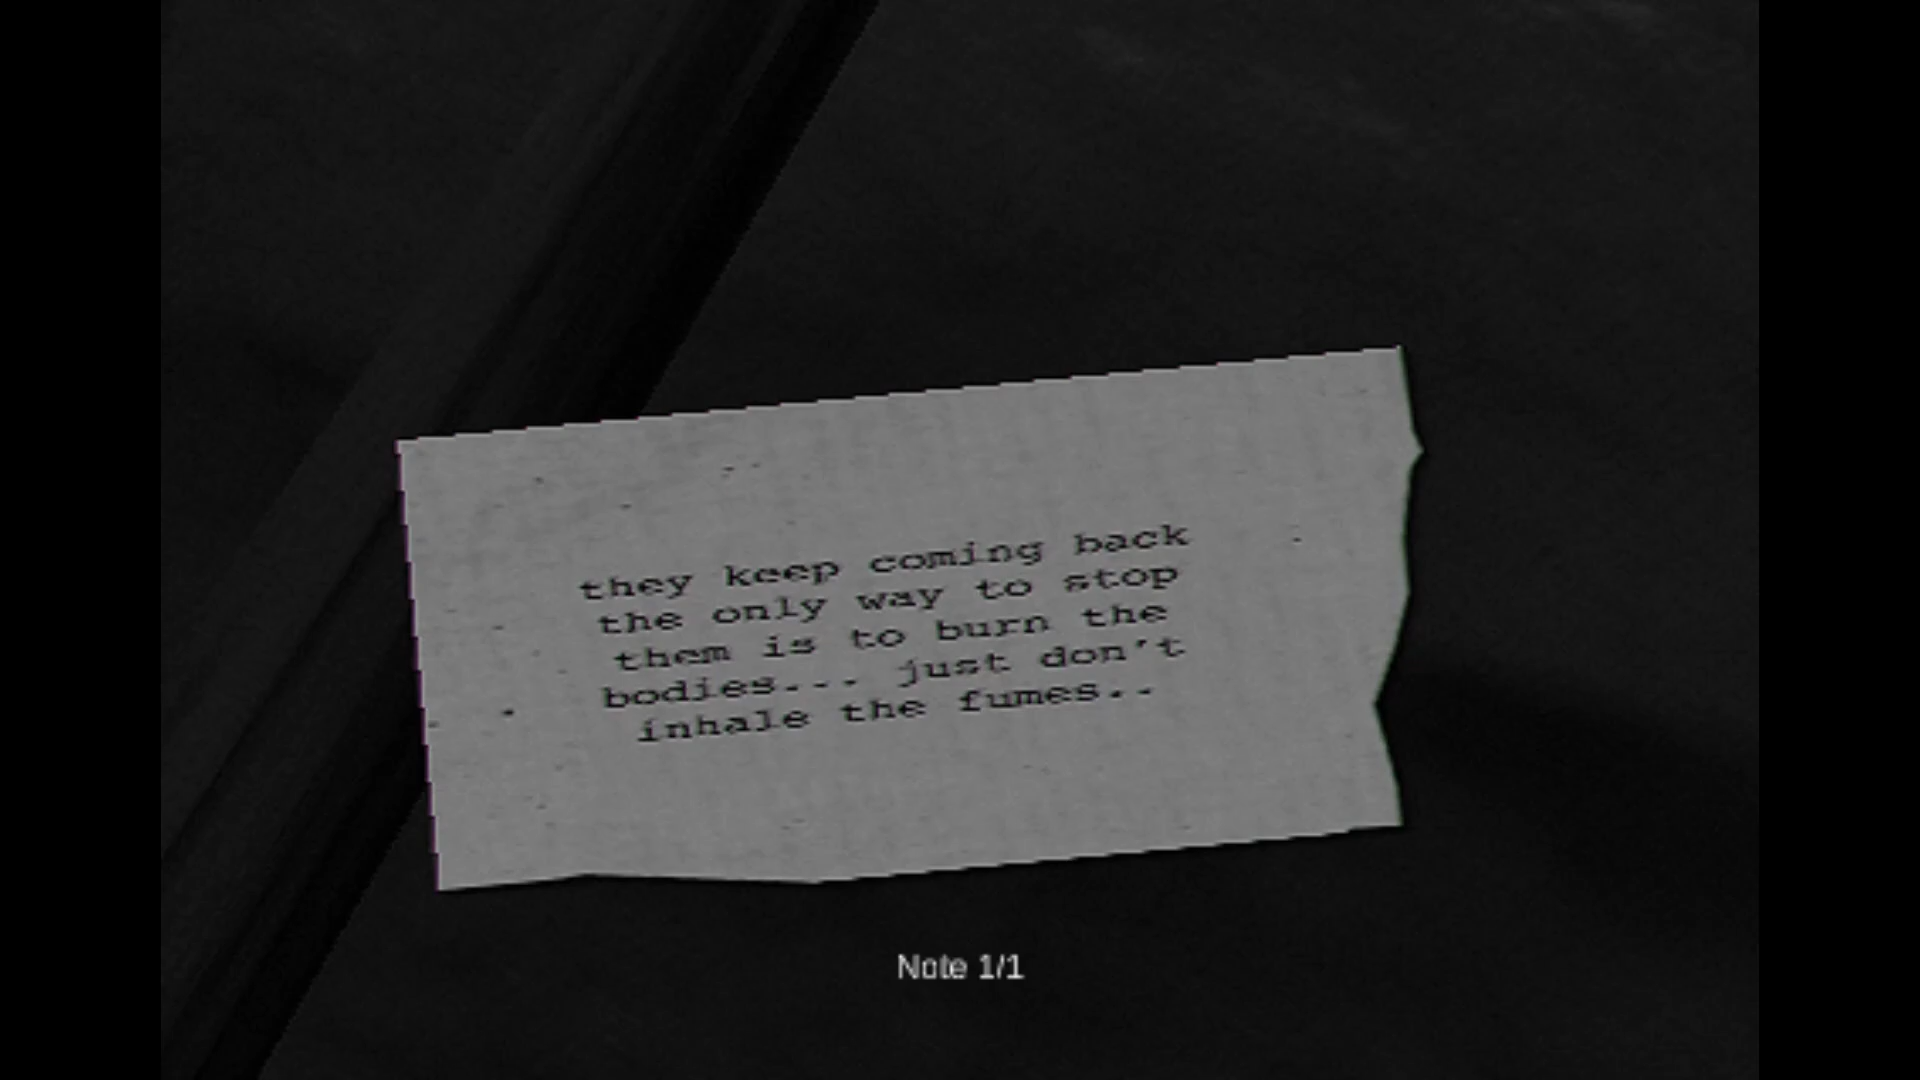 they keep coming back
the only way to stop
them is to burn the
bodies... just don't
inhale the fumes..
Note 1/1